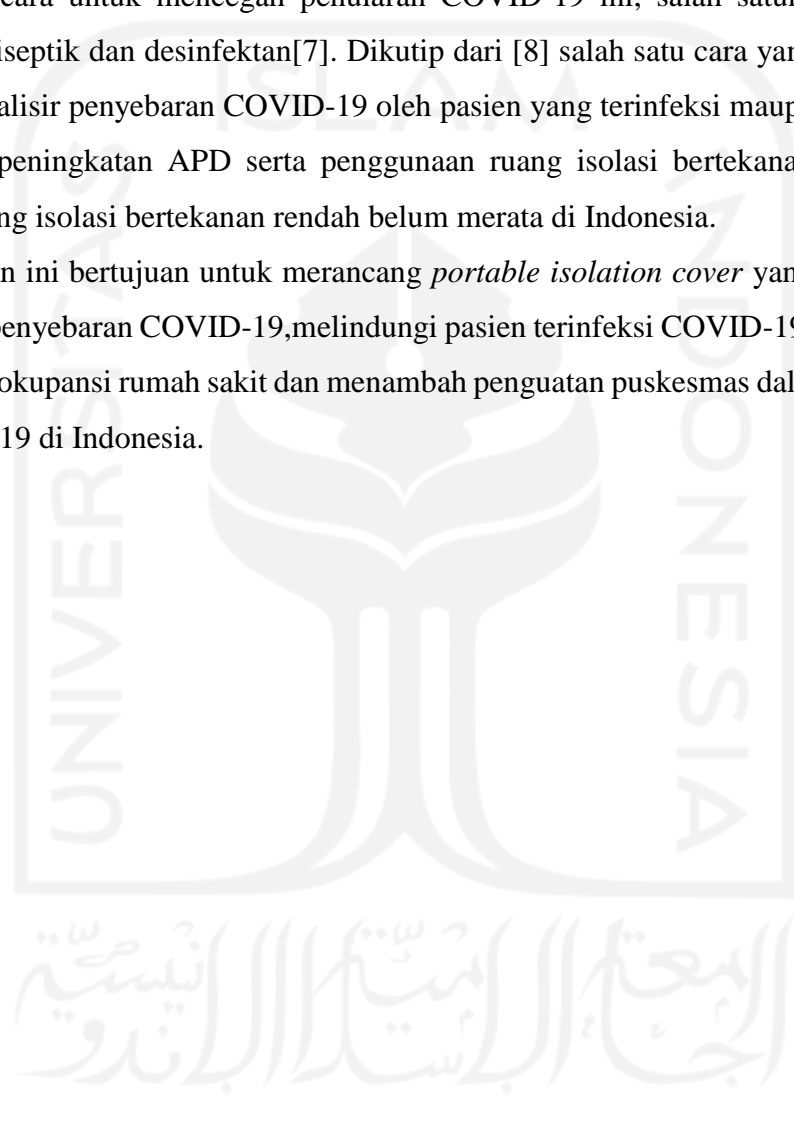 cara untuk mencegah penularan COVID-19 ini, salah satu
iseptik dan desinfektan[7]. Dikutip dari [8] salah satu cara yan
alisir penyebaran COVID-19 oleh pasien yang terinfeksi maup
peningkatan APD serta penggunaan ruang isolasi bertekana
ng isolasi bertekanan rendah belum merata di Indonesia.
n ini bertujuan untuk merancang portable isolation cover yan
penyebaran COVID-19,melindungi pasien terinfeksi COVID-19
okupansi rumah sakit dan menambah penguatan puskesmas dal
19 di Indonesia.
ISLAM
UNIVERSITAS
INDONESIA